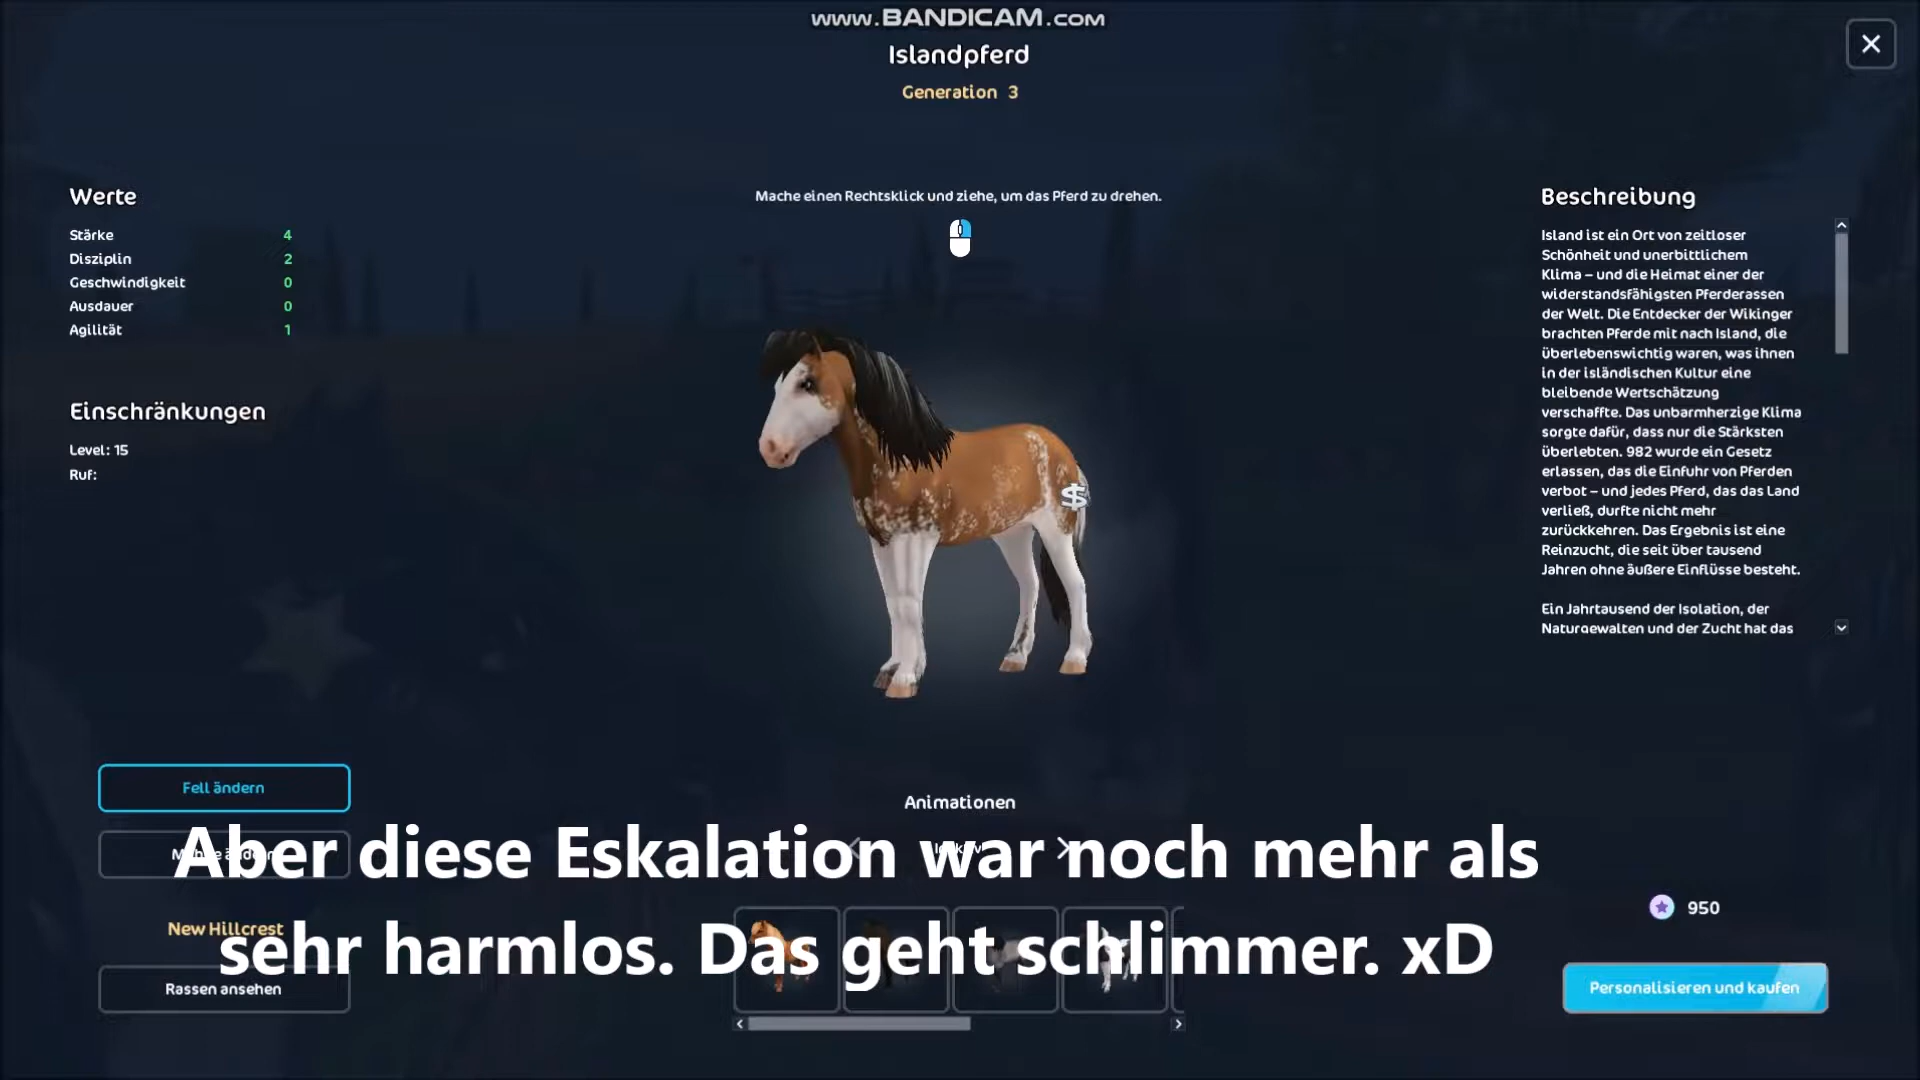 www.BANDICAM.com
Islandpferd
Generation 3
Werte
Stärke 4
Disziplin 2
Geschwindigkeit 0
Ausdauer 0
Agilität 1
Einschränkungen
Level: 15
Ruf:
Mache einen Rechtsklick und ziehe, um das Pferd zu drehen.
$
Beschreibung
Island ist ein Ort von zeitloser
Schönheit und unerbittlichem
Klima – und die Heimat einer der
widerstandsfähigsten Pferderassen
der Welt. Die Entdecker der Wikinger
brachten Pferde mit nach Island, die
überlebenswichtig waren, was ihnen
in der isländischen Kultur eine
bleibende Wertschätzung
verschaffte. Das unbarmherzige Klima
sorgte dafür, dass nur die Stärksten
überlebten. 982 wurde ein Gesetz
erlassen, das die Einfuhr von Pferden
verbot – und jedes Pferd, das das Land
verließ, durfte nicht mehr
zurückkehren. Das Ergebnis ist eine
Reinzucht, die seit über tausend
Jahren ohne äußere Einflüsse besteht.
Ein Jahrtausend der Isolation, der
Naturgewalten und der Zucht hat das
Fell ändern
Animationen
Aber diese Eskalation war noch mehr als
sehr harmlos. Das geht schlimmer. xD
New Hillcrest
Rassen ansehen
950
Personalisieren und kaufen